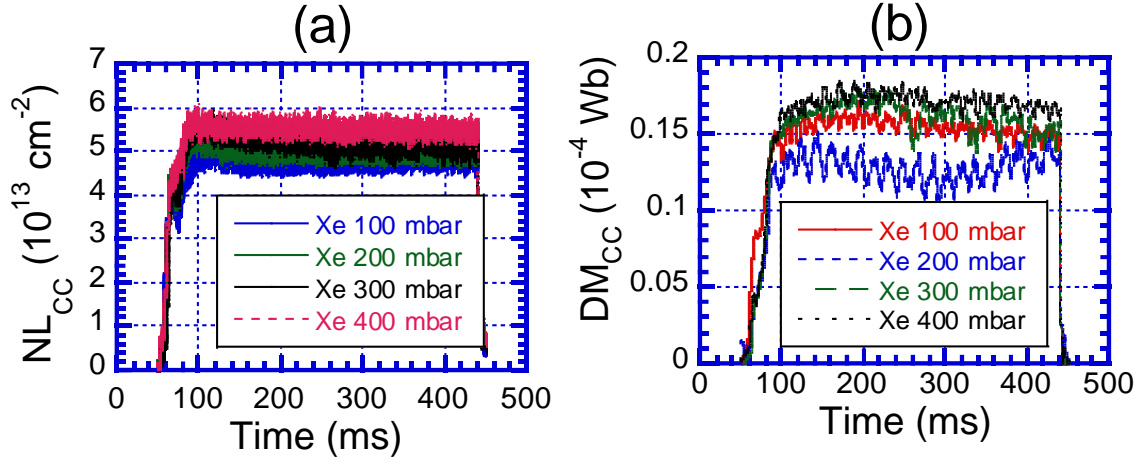 (a)
NL_CC (10^13 cm^-2)
7
6
5
4
3
2
1
0
Xe 100 mbar
Xe 200 mbar
Xe 300 mbar
Xe 400 mbar
0 100 200 300 400 500
Time (ms)
(b)
DM_CC (10^-4 Wb)
0.2
0.15
0.1
0.05
0
Xe 100 mbar
Xe 200 mbar
Xe 300 mbar
Xe 400 mbar
0 100 200 300 400 500
Time (ms)